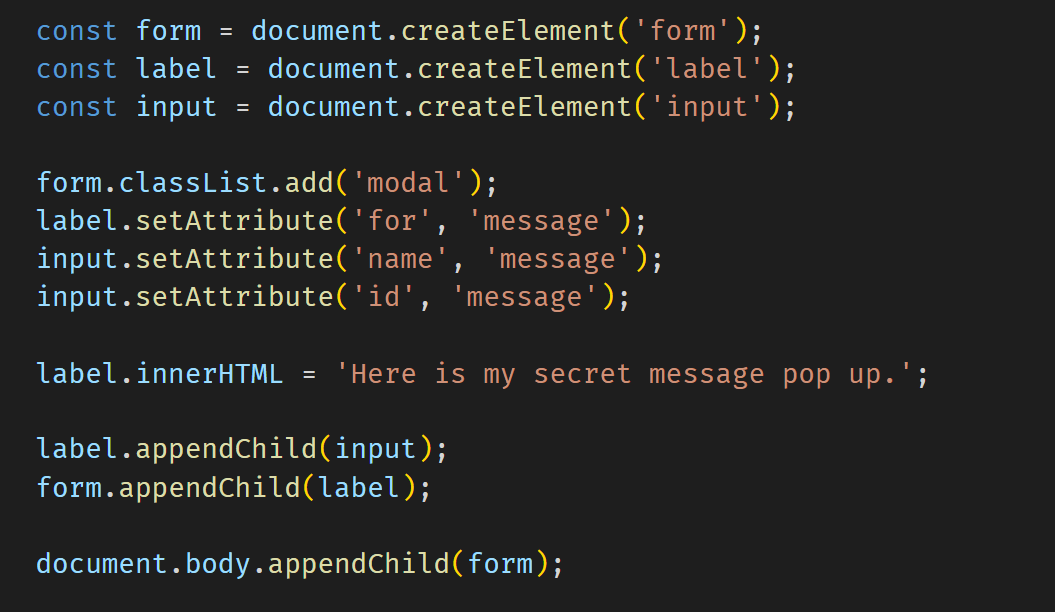 const form = document.createElement('form');
const label = document.createElement('label');
const input = document.createElement('input');
form.classList.add('modal');
label.setAttribute('for', 'message');
input.setAttribute('name', 'message');
input.setAttribute('id', 'message');
label.innerHTML = 'Here is my secret message pop up.';
label.appendChild(input);
form.appendChild(label);
document.body.appendChild(form);